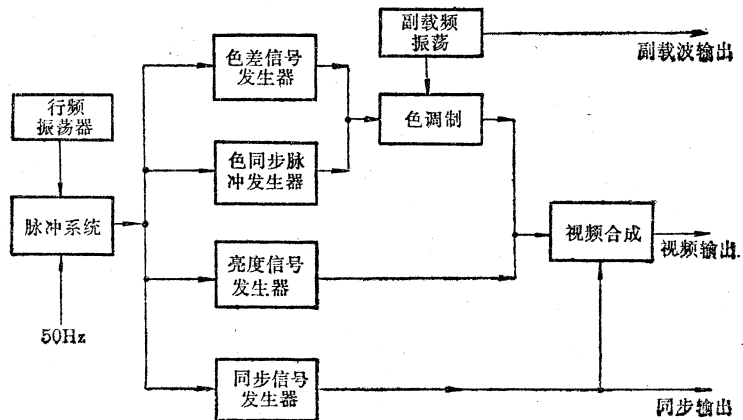 副载频
振荡
副载波输出
色差信号
发生器
行频
振荡器
色调制
色同步脉
冲发生器
脉冲系统
视频合成
视频输出
亮度信号
发生器
50Hz
同步信号
发生器
同步输出